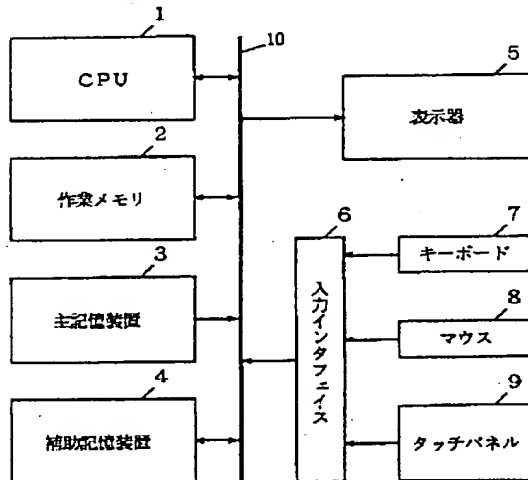 1
CPU
2
作業メモリ
3
主記憶装置
4
補助記憶装置
10
5
表示器
6
入力インタフェイス
7
キーボード
8
マウス
9
タッチパネル